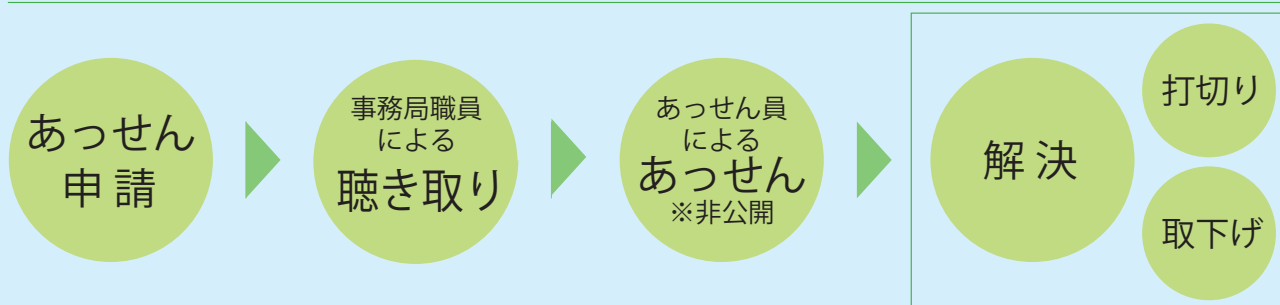 あっせん
申 請
事務局職員
による
聴き取り
あっせん員
による
あっせん
※非公開
解 決
打切り
取下げ